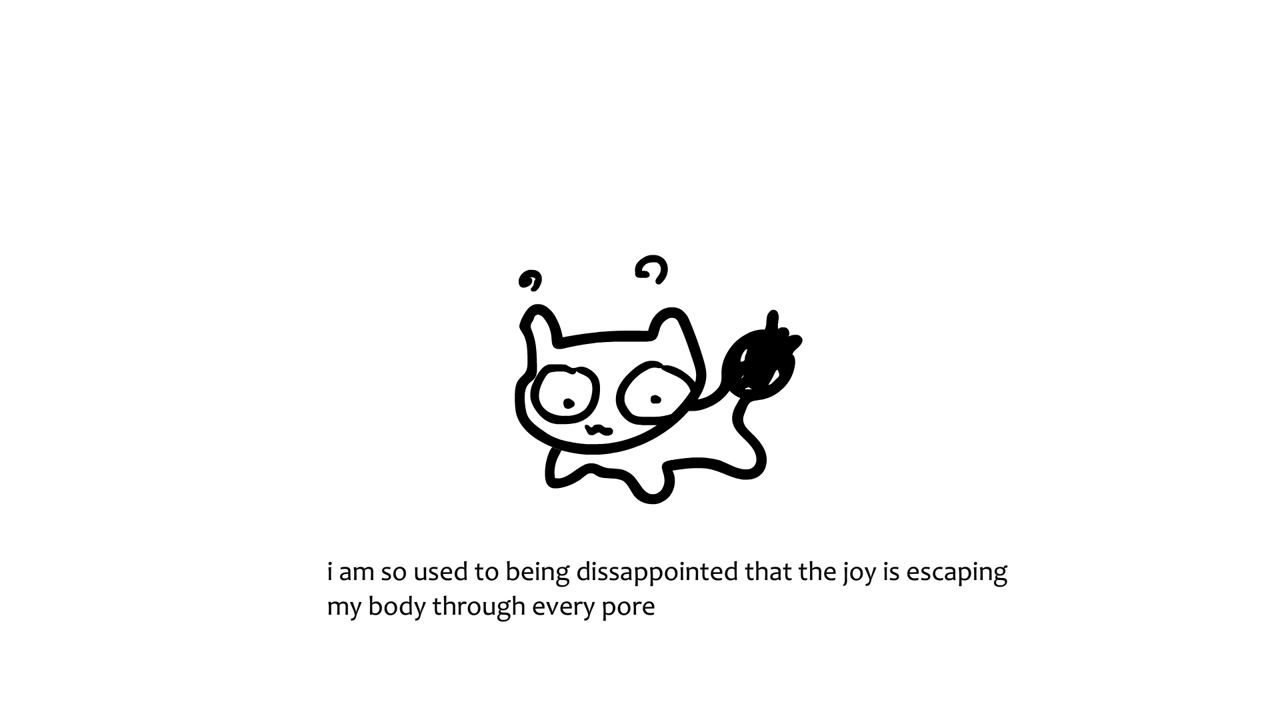 i am so used to being dissappointed that the joy is escaping
my body through every pore